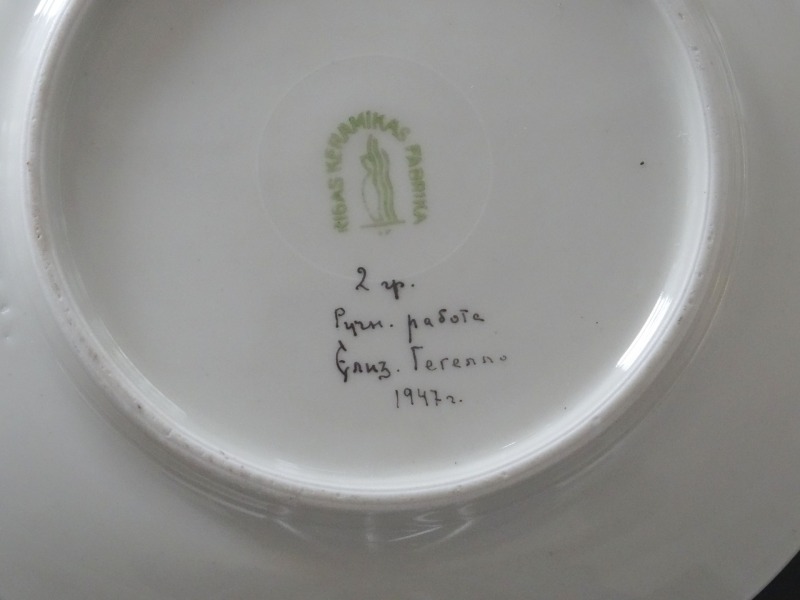 RIGAS KERAMIKAS FABRIKA
2 гр.
Ручн. работа
Елиз. Гегелло
1947 г.